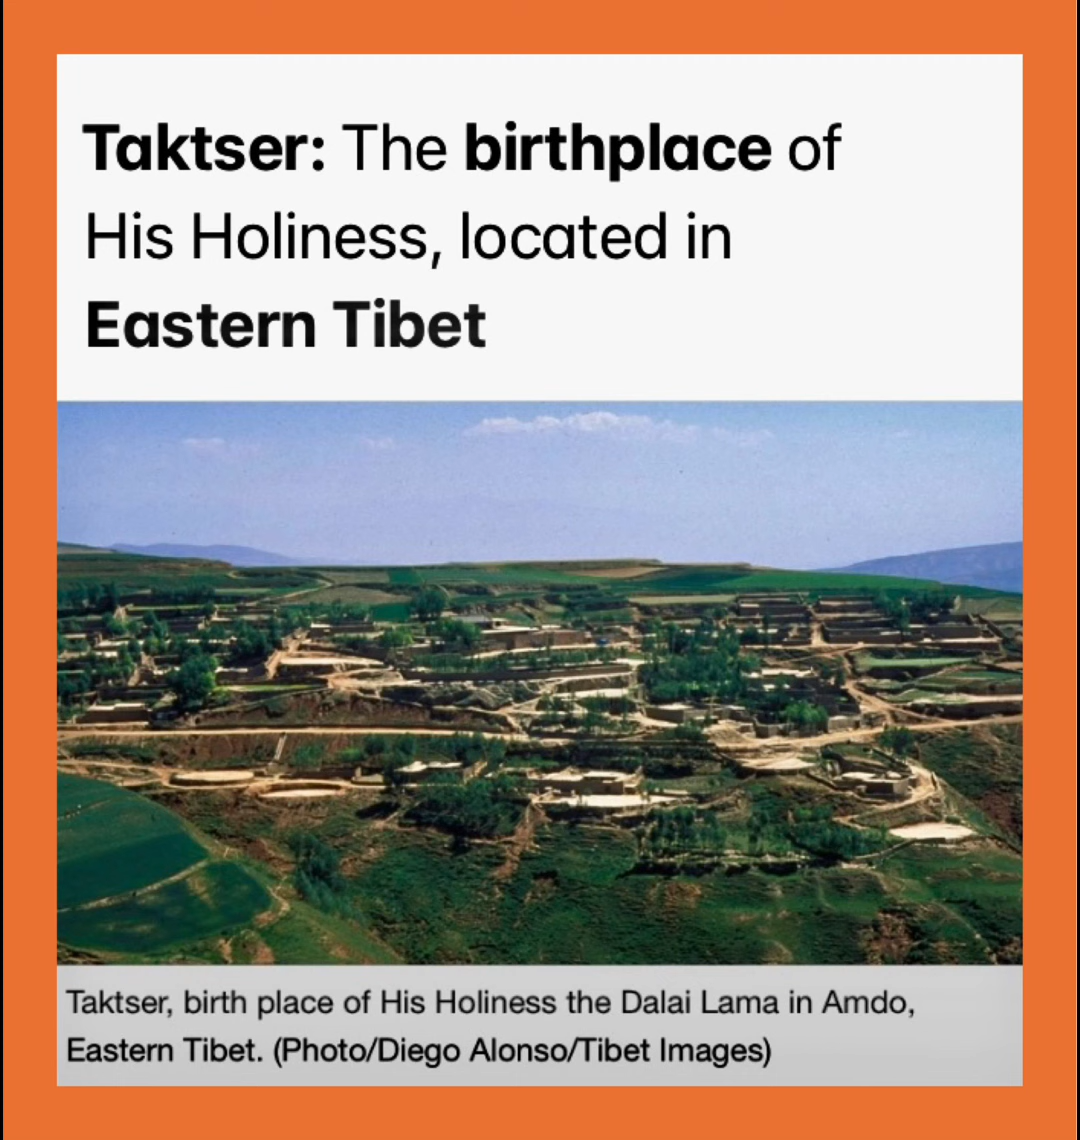 Taktser: The birthplace of
His Holiness, located in
Eastern Tibet
Taktser, birth place of His Holiness the Dalai Lama in Amdo,
Eastern Tibet. (Photo/Diego Alonso/Tibet Images)